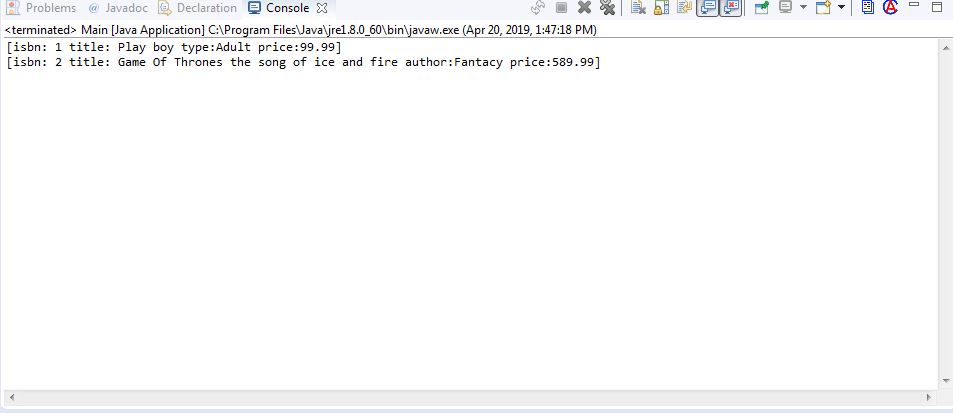 Problems @ Javadoc Declaration Console
<terminated> Main [Java Application] C:\Program Files\Java\jre1.8.0_60\bin\javaw.exe (Apr 20, 2019, 1:47:18 PM)
[isbn: 1 title: Play boy type:Adult price:99.99]
[isbn: 2 title: Game Of Thrones the song of ice and fire author:Fantacy price:589.99]